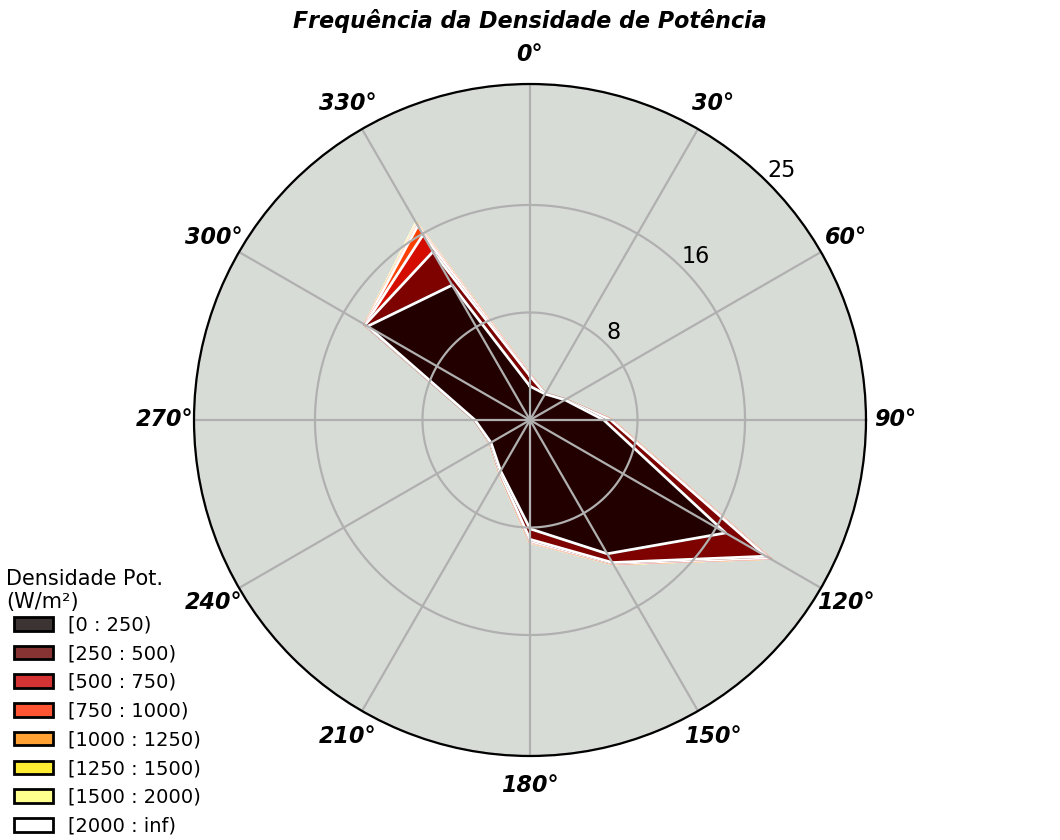 Frequência da Densidade de Potência
0°
330°
30°
25
300°
60°
16
8
270°
90°
240°
120°
210°
150°
180°
Densidade Pot.
(W/m²)
[0 : 250)
[250 : 500)
[500 : 750)
[750 : 1000)
[1000 : 1250)
[1250 : 1500)
[1500 : 2000)
[2000 : inf)